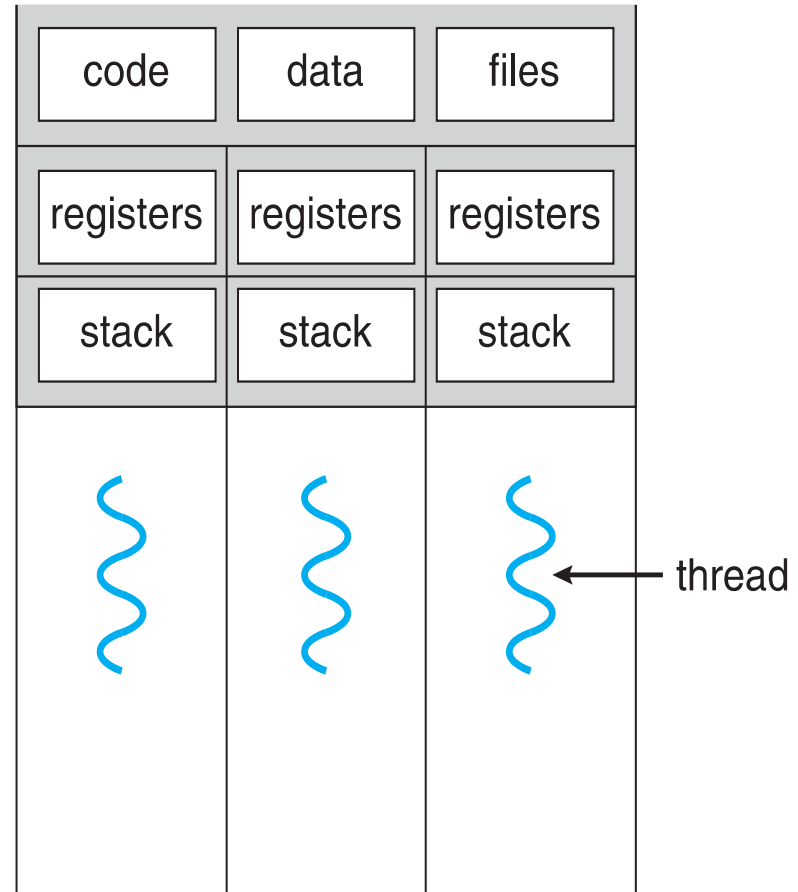 code data files
registers registers registers
stack stack stack
thread